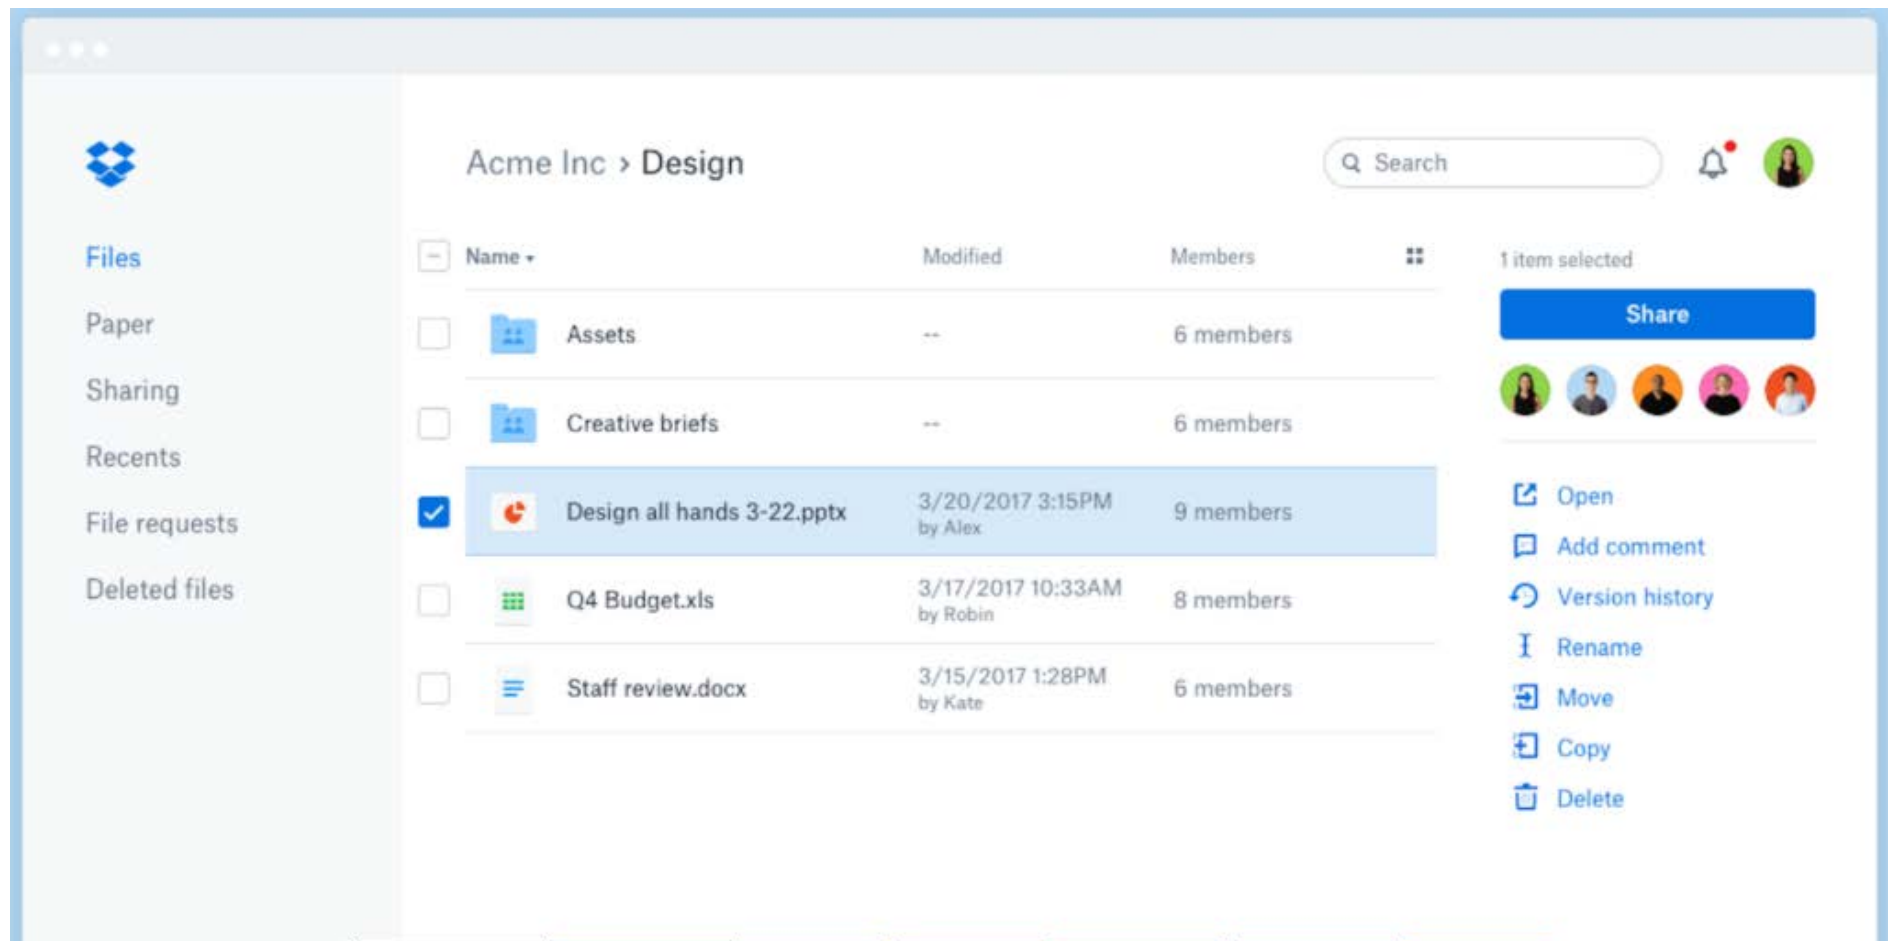 Acme Inc › Design
Search
Files
Paper
Sharing
Recents
File requests
Deleted files
Name Modified Members
Assets -- 6 members
Creative briefs -- 6 members
Design all hands 3-22.pptx 3/20/2017 3:15PM 9 members
by Alex
Q4 Budget.xls 3/17/2017 10:33AM 8 members
by Robin
Staff review.docx 3/15/2017 1:28PM 6 members
by Kate
1 item selected
Share
Open
Add comment
Version history
Rename
Move
Copy
Delete